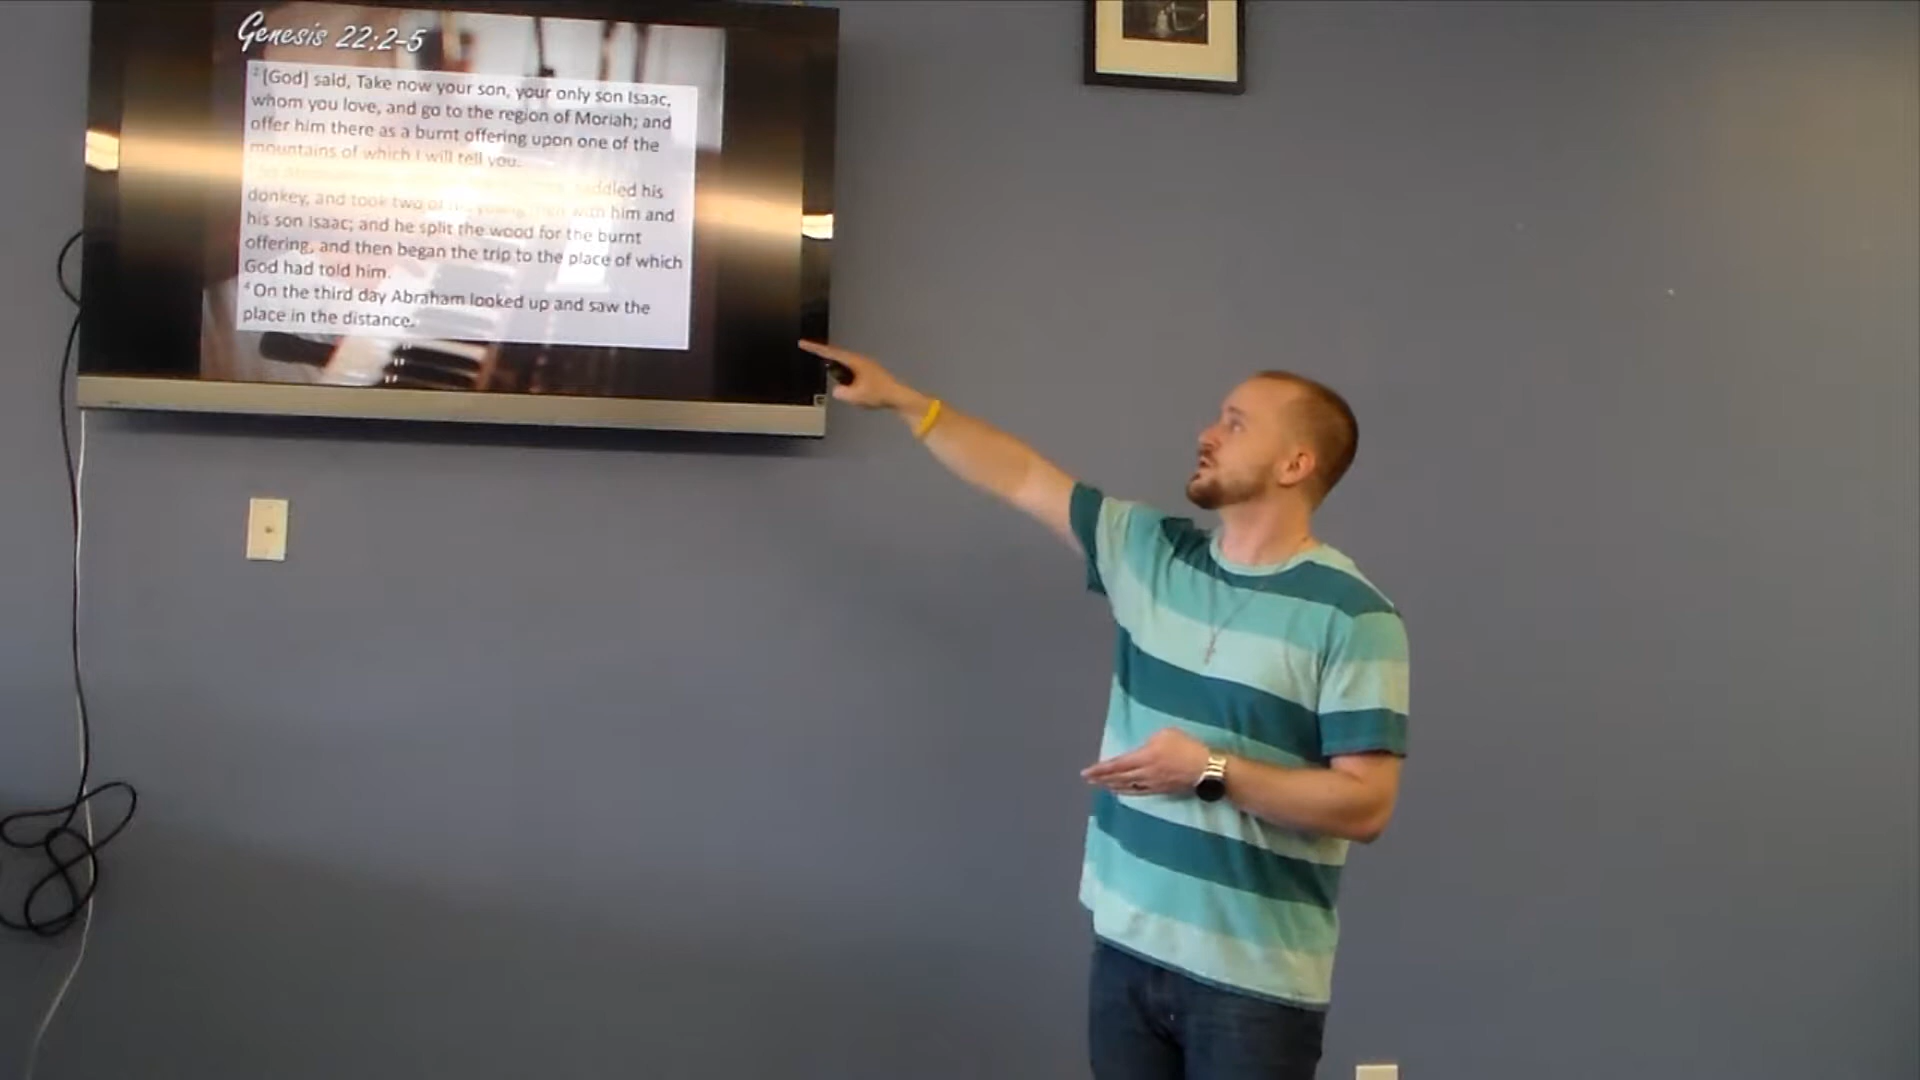 Genesis 22:2-5
2 [God] said, Take now your son, your only son Isaac,
whom you love, and go to the region of Moriah; and
offer him there as a burnt offering upon one of the
mountains of which I will tell you.
saddled his
donkey, and took two of his young men with him and
his son Isaac; and he split the wood for the burnt
offering, and then began the trip to the place of which
God had told him.
4 On the third day Abraham looked up and saw the
place in the distance.